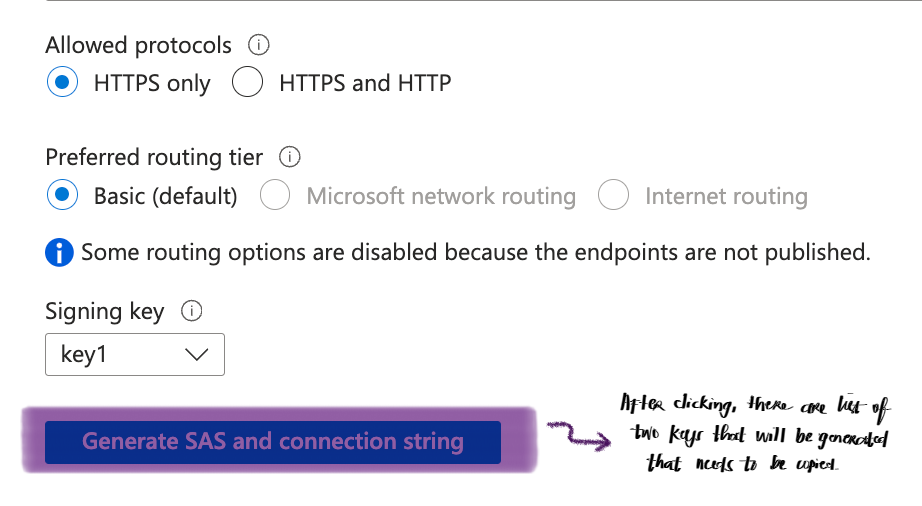 Allowed protocols
HTTPS only HTTPS and HTTP
Preferred routing tier
Basic (default) Microsoft network routing Internet routing
Some routing options are disabled because the endpoints are not published.
Signing key
key1
Generate SAS and connection string
After clicking, there are list of
two keys that will be generated
that needs to be copied.